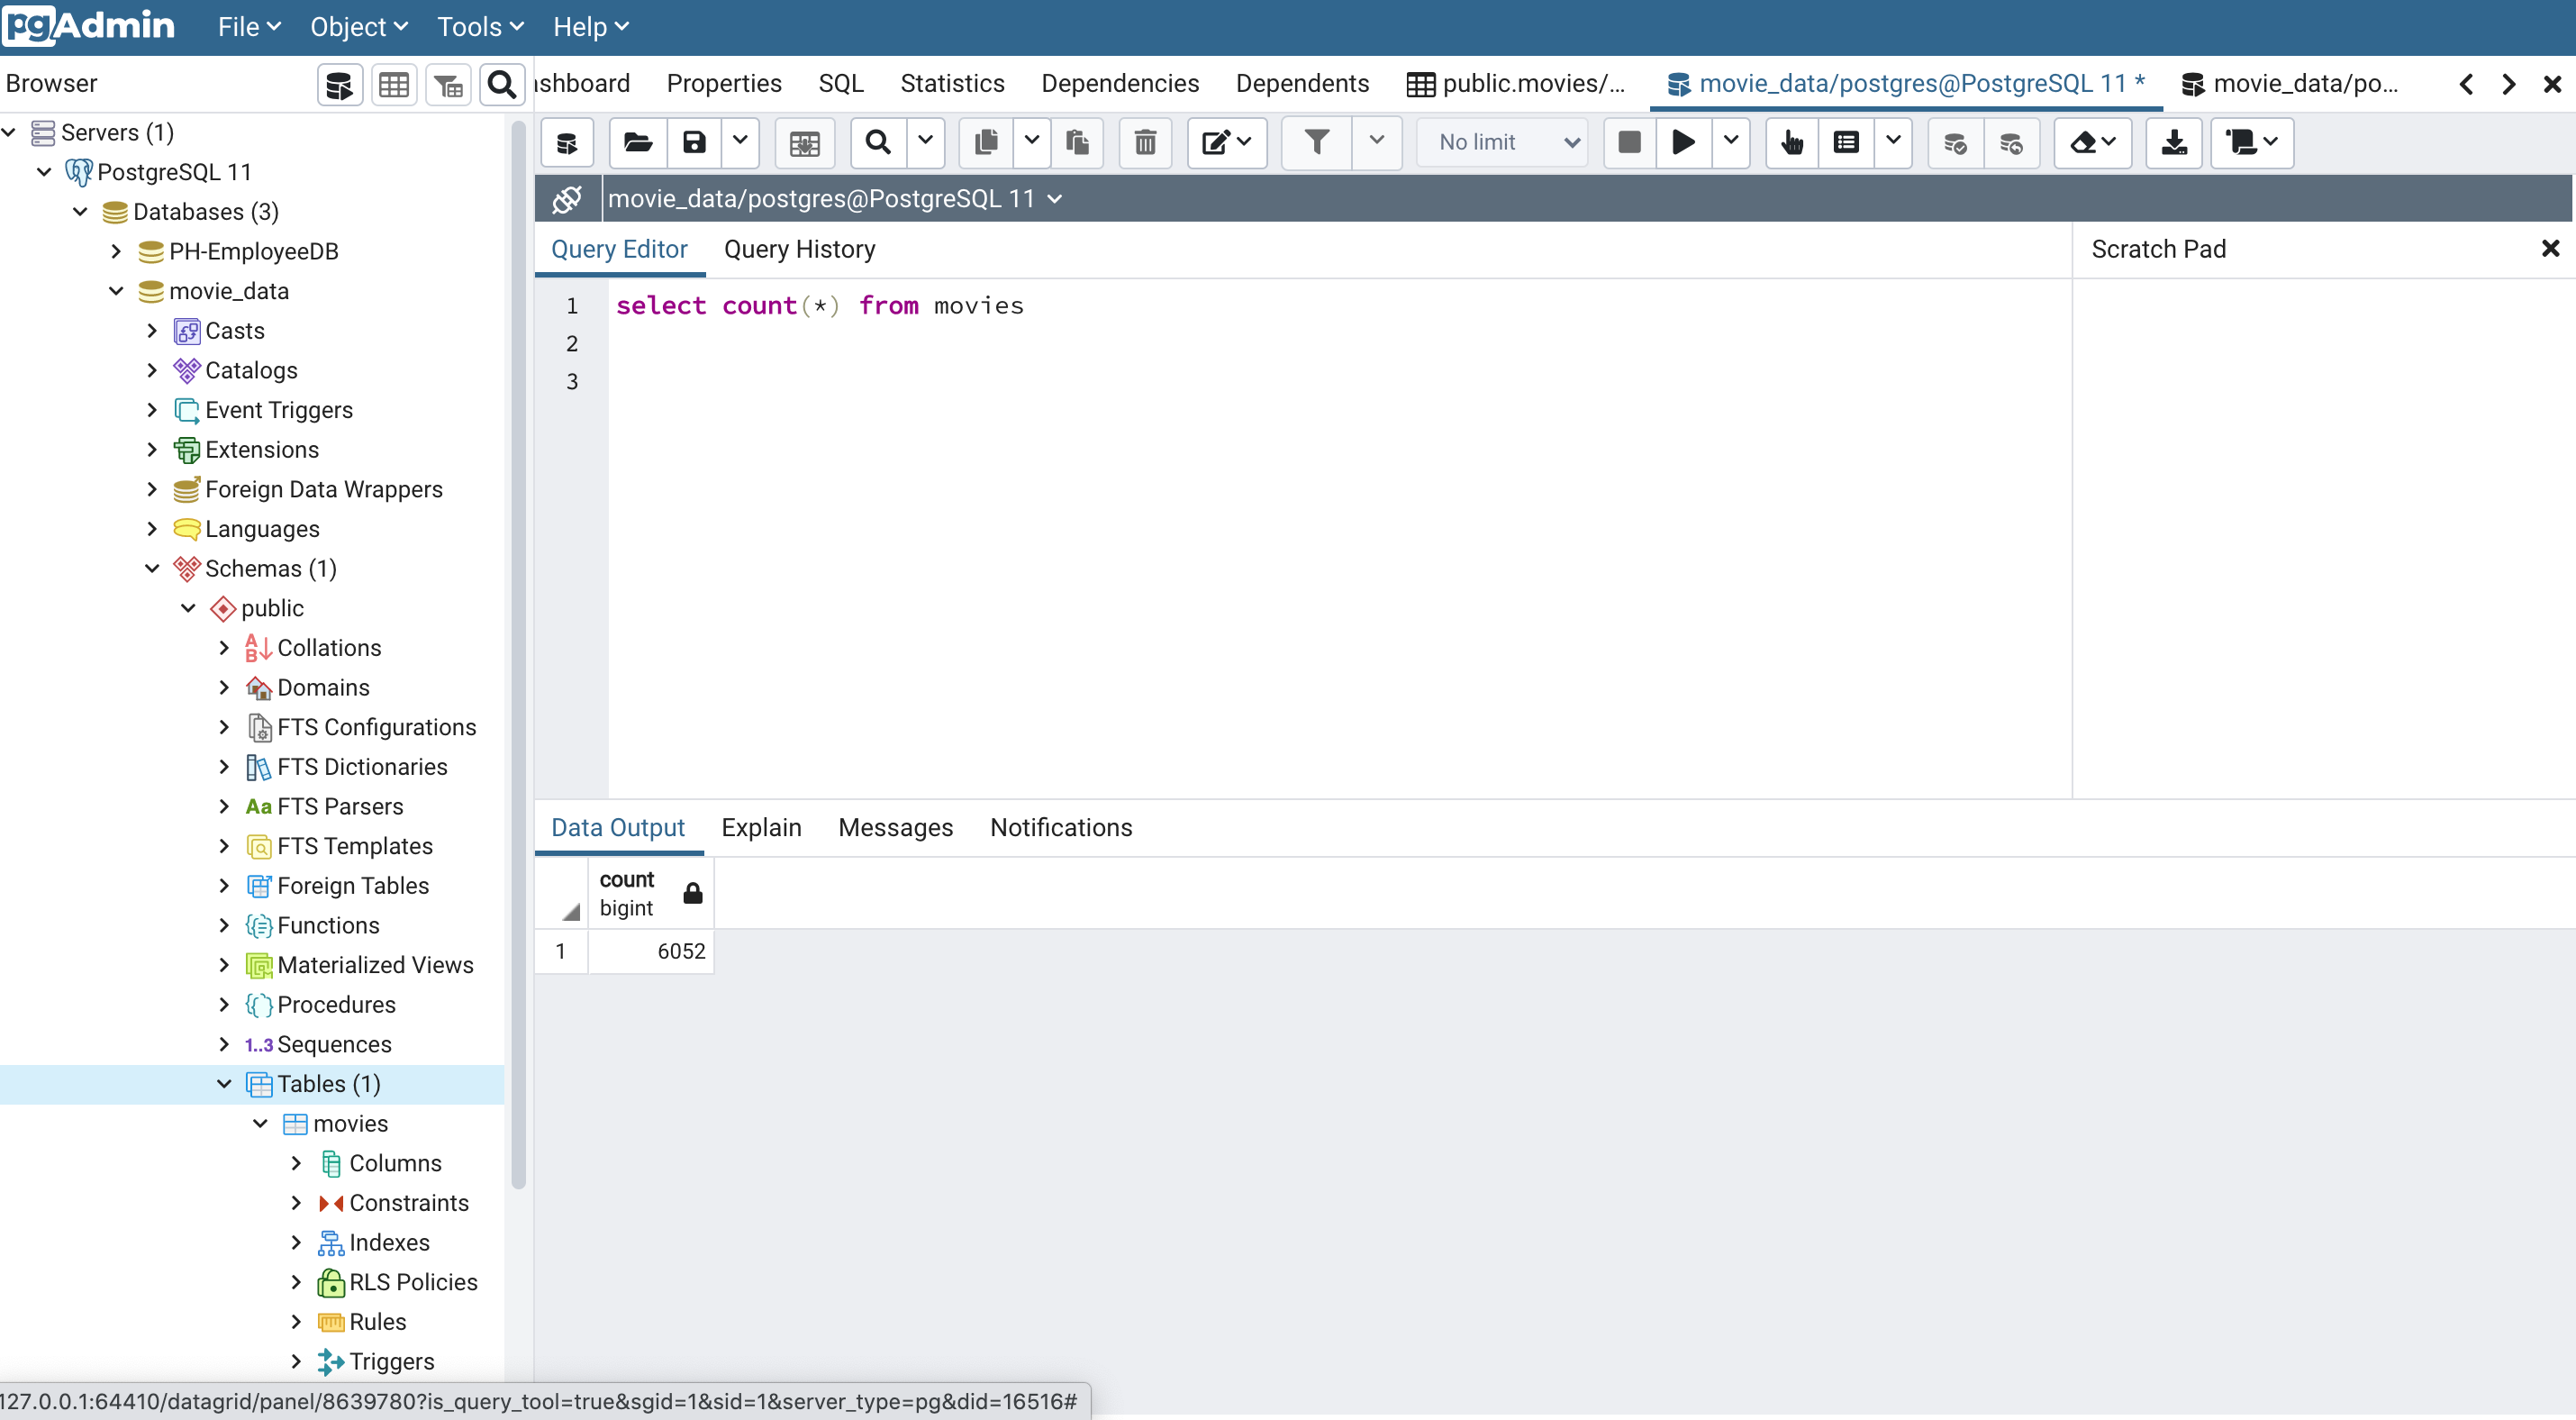 pgAdmin File Object Tools Help
Browser
shboard Properties SQL Statistics Dependencies Dependents public.movies/... movie_data/postgres@PostgreSQL 11 * movie_data/po...
Servers (1)
PostgreSQL 11
Databases (3)
PH-EmployeeDB
movie_data
Casts
Catalogs
Event Triggers
Extensions
Foreign Data Wrappers
Languages
Schemas (1)
public
Collations
Domains
FTS Configurations
FTS Dictionaries
Aa FTS Parsers
FTS Templates
Foreign Tables
Functions
Materialized Views
Procedures
1..3 Sequences
Tables (1)
movies
Columns
Constraints
Indexes
RLS Policies
Rules
Triggers
No limit
movie_data/postgres@PostgreSQL 11
Query Editor Query History
Scratch Pad
1 select count(*) from movies
2
3
Data Output Explain Messages Notifications
count
bigint
1 6052
127.0.0.1:64410/datagrid/panel/8639780?is_query_tool=true&sgid=1&sid=1&server_type=pg&did=16516#